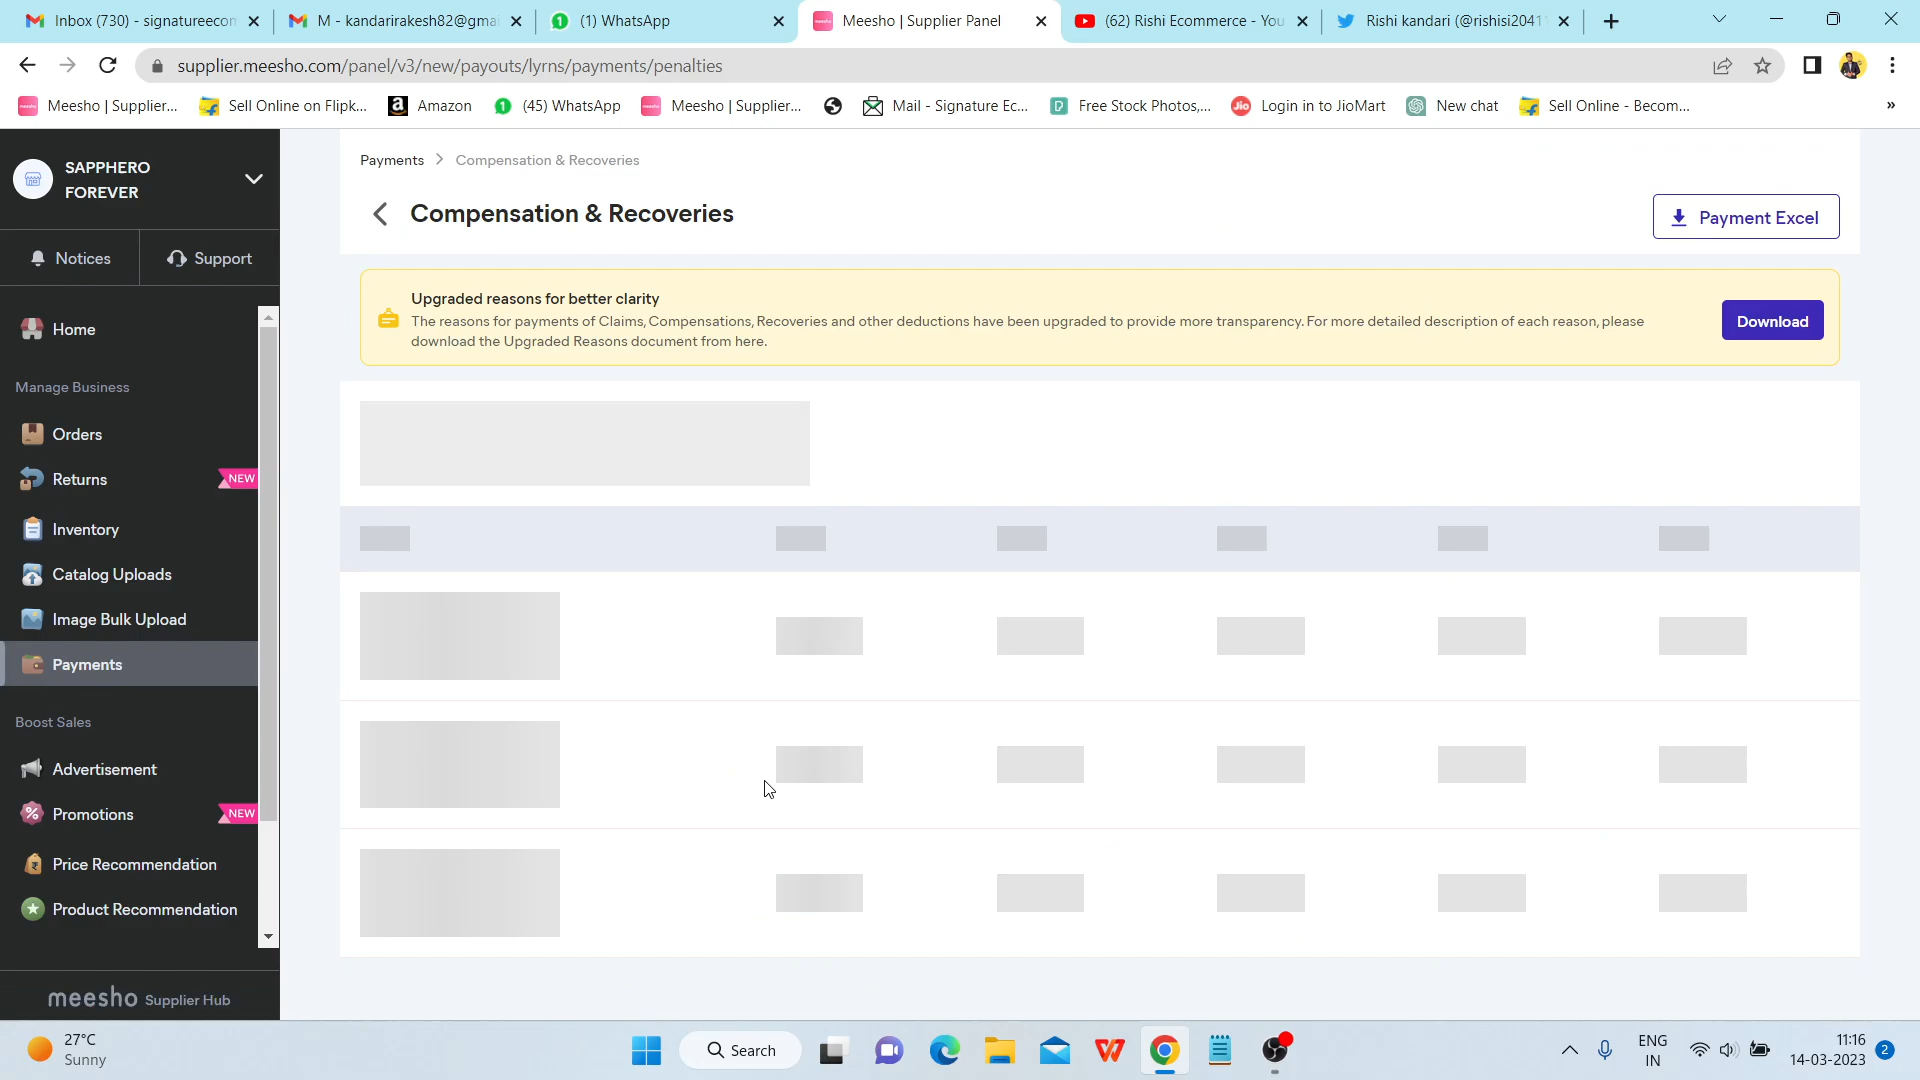 Inbox (730) - signatureecon
M - kandarirakesh82@gmai
(1) WhatsApp
Meesho | Supplier Panel
(62) Rishi Ecommerce - You
Rishi kandari (@rishisi2041
supplier.meesho.com/panel/v3/new/payouts/lyrns/payments/penalties
Meesho | Supplier...
Sell Online on Flipk...
Amazon
(45) WhatsApp
Meesho | Supplier...
Mail - Signature Ec...
Free Stock Photos,...
Login in to JioMart
New chat
Sell Online - Becom...
»
SAPPHERO
FOREVER
Payments > Compensation & Recoveries
Compensation & Recoveries
Payment Excel
Notices
Support
Upgraded reasons for better clarity
The reasons for payments of Claims, Compensations, Recoveries and other deductions have been upgraded to provide more transparency. For more detailed description of each reason, please
download the Upgraded Reasons document from here.
Download
Home
Manage Business
Orders
Returns
NEW
Inventory
Catalog Uploads
Image Bulk Upload
Payments
Boost Sales
Advertisement
Promotions
NEW
Price Recommendation
Product Recommendation
meesho Supplier Hub
27°C
Sunny
Search
ENG
IN
11:16
14-03-2023
2